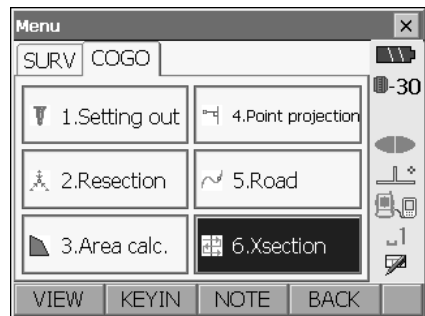 Menu ×
SURV COGO
-30
1.Setting out 4.Point projection
2.Resection 5.Road
3.Area calc. 6.Xsection
1
VIEW KEYIN NOTE BACK